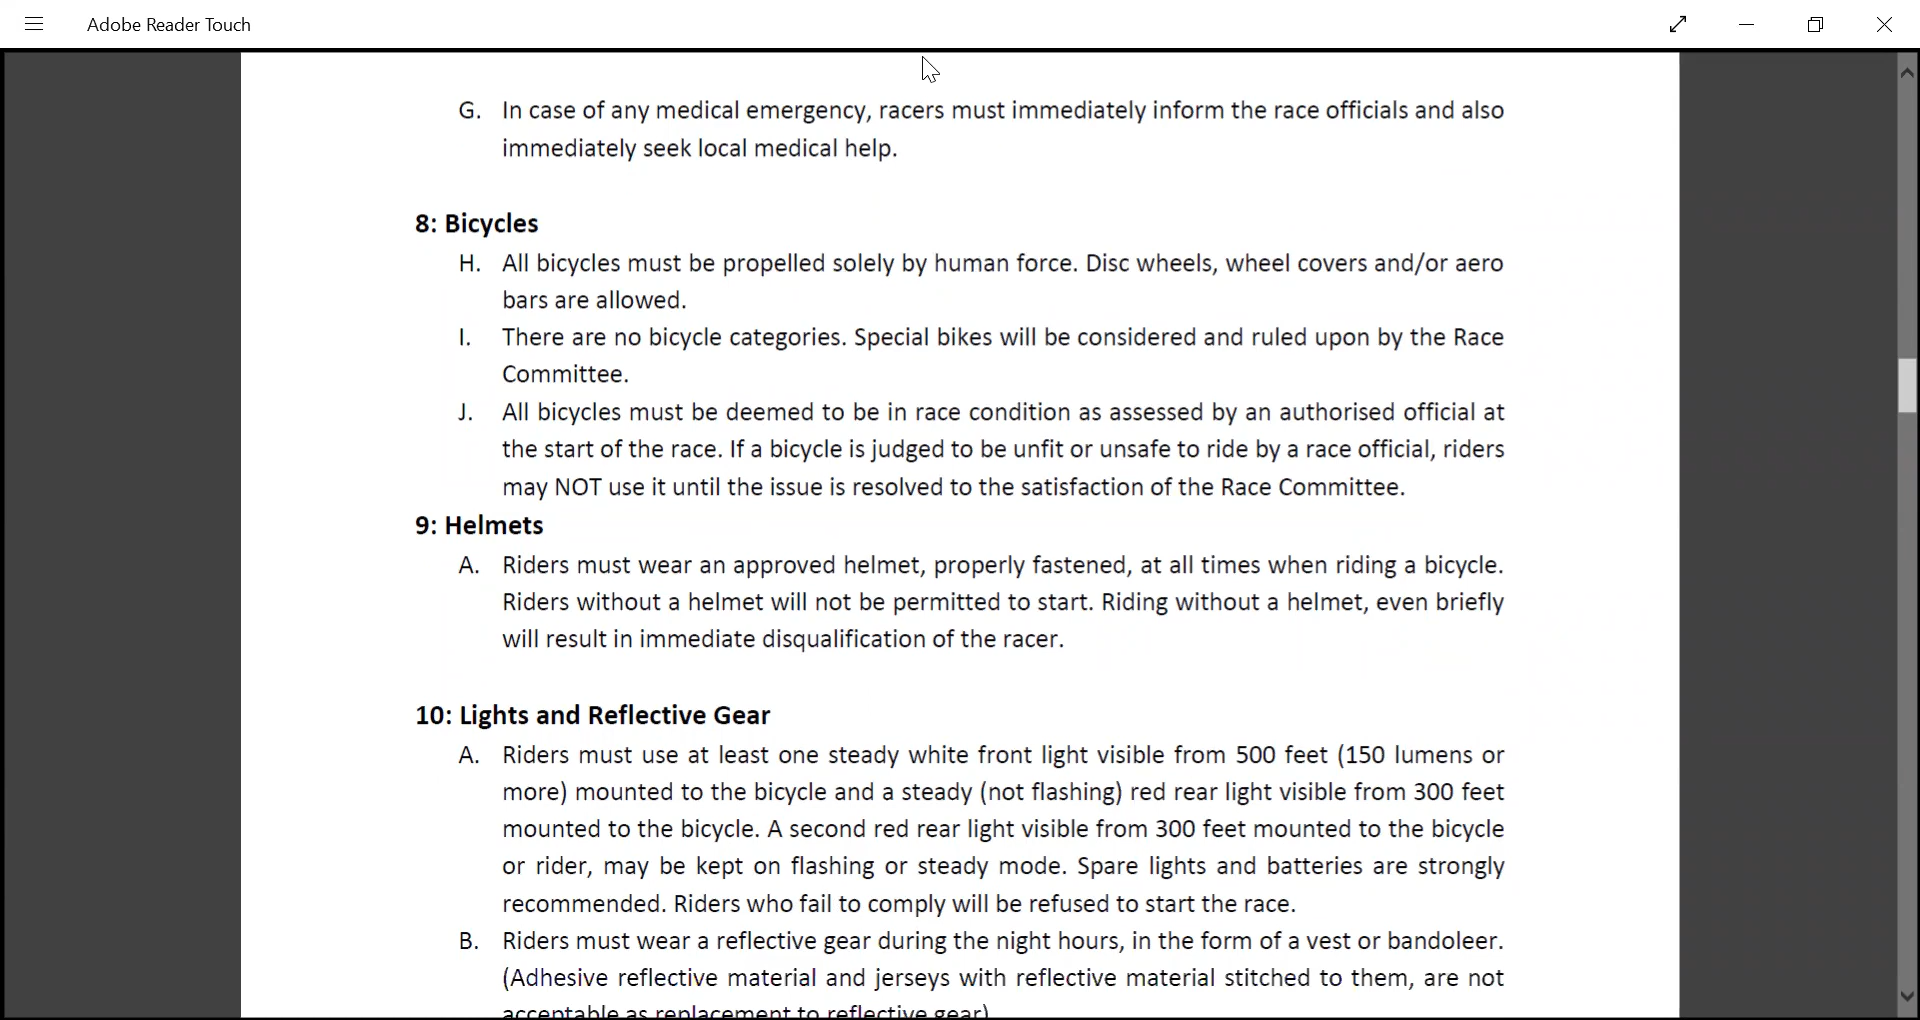 Adobe Reader Touch
G. In case of any medical emergency, racers must immediately inform the race officials and also
immediately seek local medical help.
8: Bicycles
H. All bicycles must be propelled solely by human force. Disc wheels, wheel covers and/or aero
bars are allowed.
I. There are no bicycle categories. Special bikes will be considered and ruled upon by the Race
Committee.
J. All bicycles must be deemed to be in race condition as assessed by an authorised official at
the start of the race. If a bicycle is judged to be unfit or unsafe to ride by a race official, riders
may NOT use it until the issue is resolved to the satisfaction of the Race Committee.
9: Helmets
A. Riders must wear an approved helmet, properly fastened, at all times when riding a bicycle.
Riders without a helmet will not be permitted to start. Riding without a helmet, even briefly
will result in immediate disqualification of the racer.
10: Lights and Reflective Gear
A. Riders must use at least one steady white front light visible from 500 feet (150 lumens or
more) mounted to the bicycle and a steady (not flashing) red rear light visible from 300 feet
mounted to the bicycle. A second red rear light visible from 300 feet mounted to the bicycle
or rider, may be kept on flashing or steady mode. Spare lights and batteries are strongly
recommended. Riders who fail to comply will be refused to start the race.
B. Riders must wear a reflective gear during the night hours, in the form of a vest or bandoleer.
(Adhesive reflective material and jerseys with reflective material stitched to them, are not
acceptable as replacement to reflective gear)